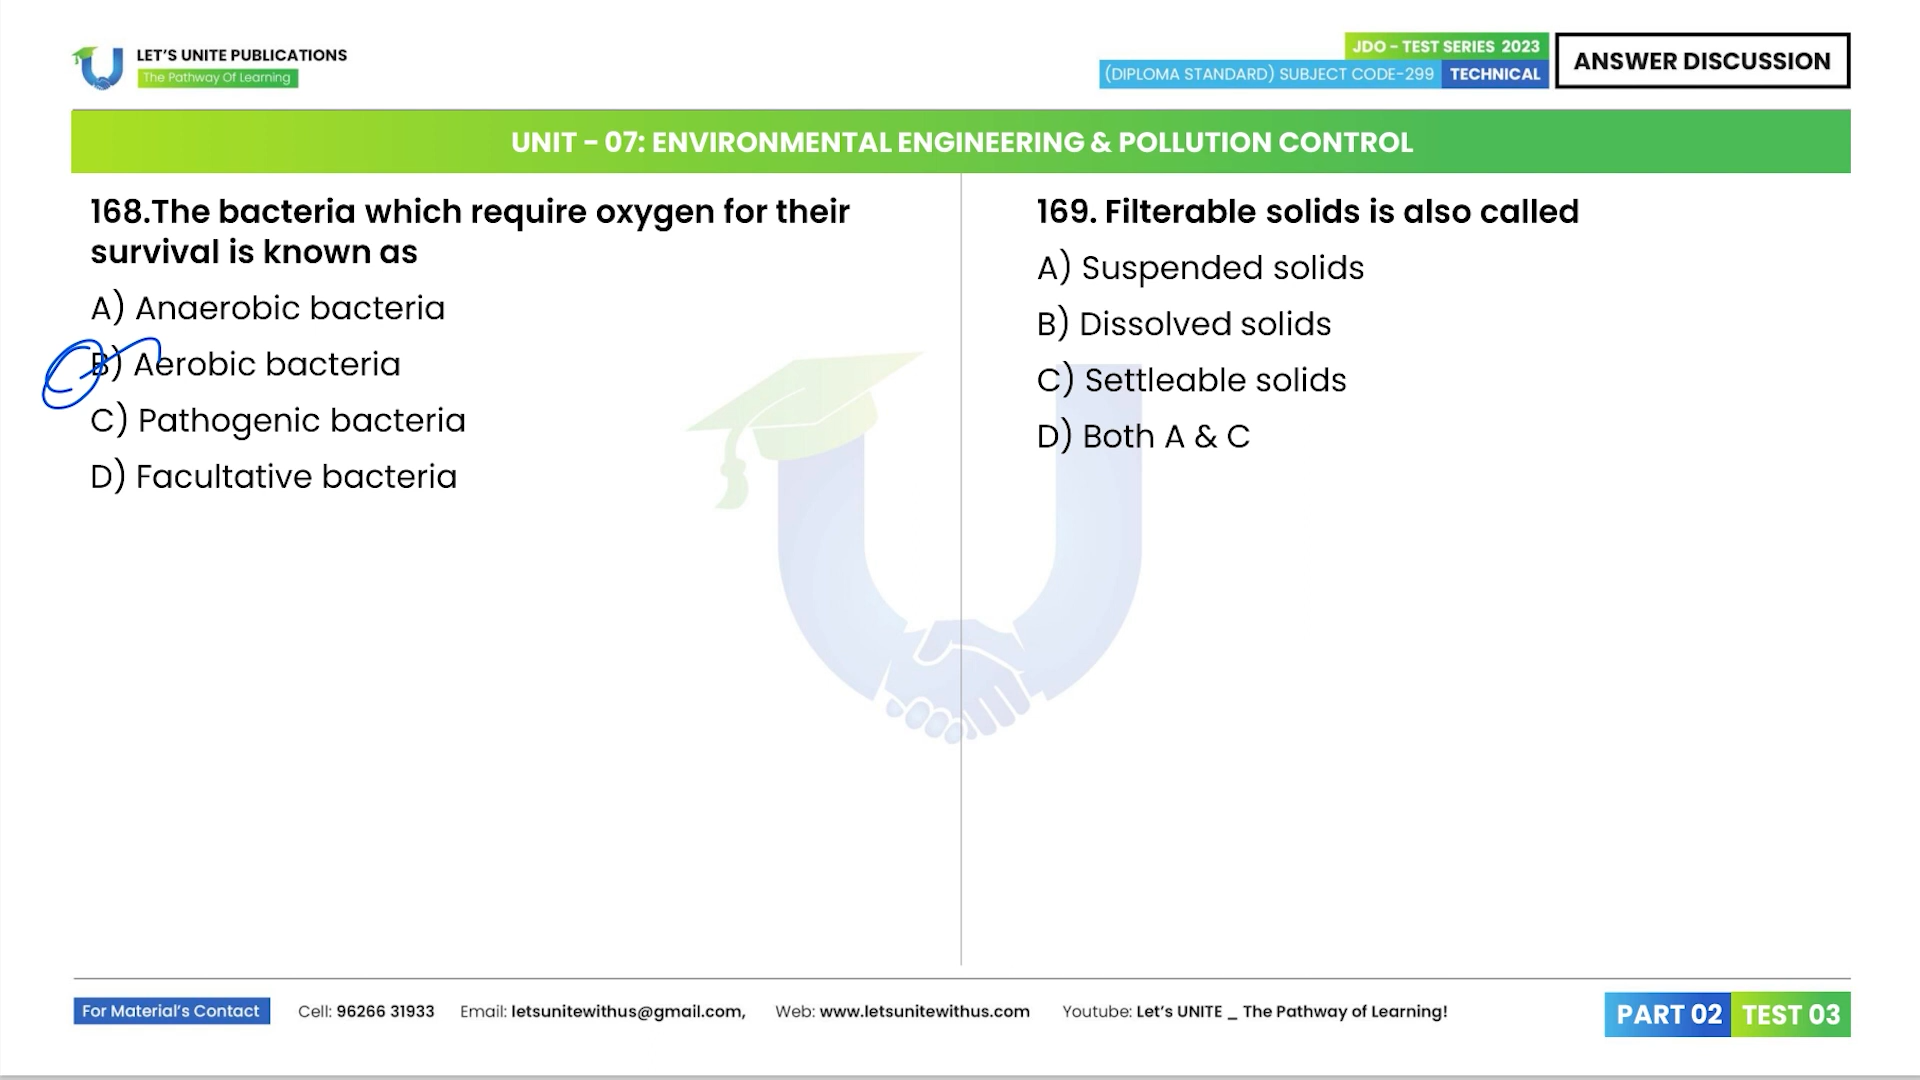 LET'S UNITE PUBLICATIONS
The Pathway Of Learning
JDO - TEST SERIES 2023
(DIPLOMA STANDARD) SUBJECT CODE-299 TECHNICAL
ANSWER DISCUSSION
UNIT - 07: ENVIRONMENTAL ENGINEERING & POLLUTION CONTROL
168.The bacteria which require oxygen for their
survival is known as
A) Anaerobic bacteria
B) Aerobic bacteria
C) Pathogenic bacteria
D) Facultative bacteria
169. Filterable solids is also called
A) Suspended solids
B) Dissolved solids
C) Settleable solids
D) Both A & C
For Material's Contact Cell: 96266 31933 Email: letsunitewithus@gmail.com, Web: www.letsunitewithus.com Youtube: Let's UNITE _ The Pathway of Learning!
PART 02 TEST 03